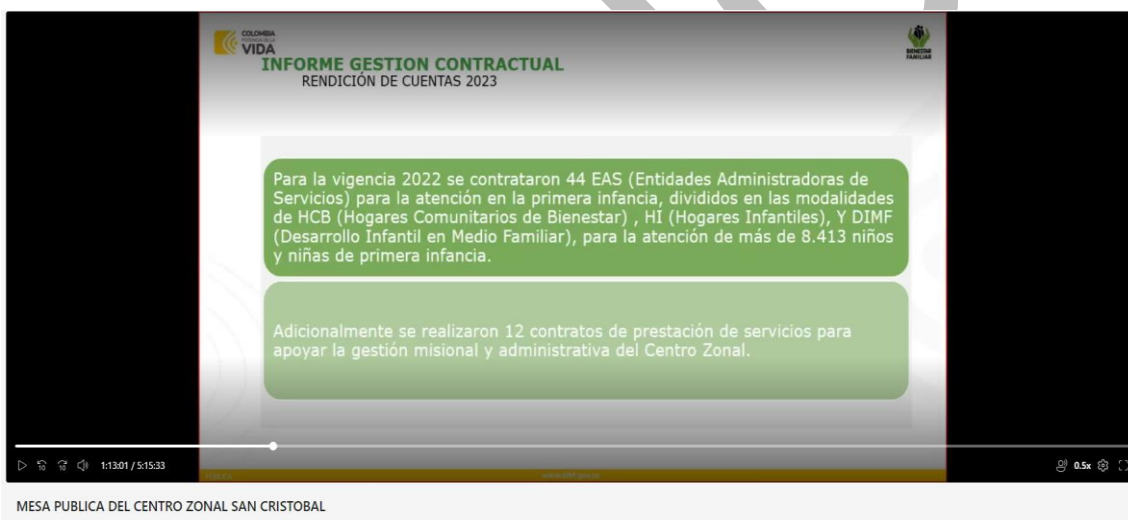 COLOMBIA
POTENCIA DE LA
VIDA
BIENESTAR
FAMILIAR
INFORME GESTION CONTRACTUAL
RENDICIÓN DE CUENTAS 2023
Para la vigencia 2022 se contrataron 44 EAS (Entidades Administradoras de
Servicios) para la atención en la primera infancia, divididos en las modalidades
de HCB (Hogares Comunitarios de Bienestar) , HI (Hogares Infantiles), Y DIMF
(Desarrollo Infantil en Medio Familiar), para la atención de más de 8.413 niños
y niñas de primera infancia.
Adicionalmente se realizaron 12 contratos de prestación de servicios para
apoyar la gestión misional y administrativa del Centro Zonal.
10 10 1:13:01 / 5:15:33 0.5x
MESA PUBLICA DEL CENTRO ZONAL SAN CRISTOBAL